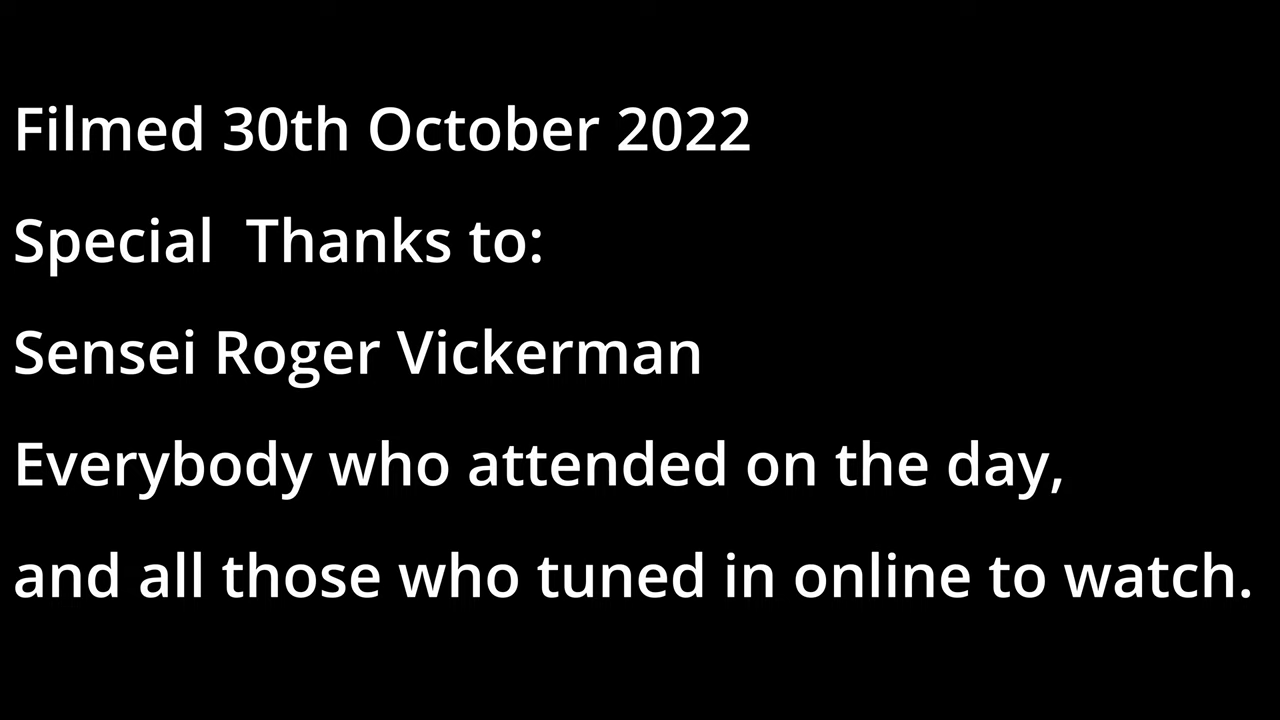 Filmed 30th October 2022
Special  Thanks to:
Sensei Roger Vickerman
Everybody who attended on the day,
and all those who tuned in online to watch.